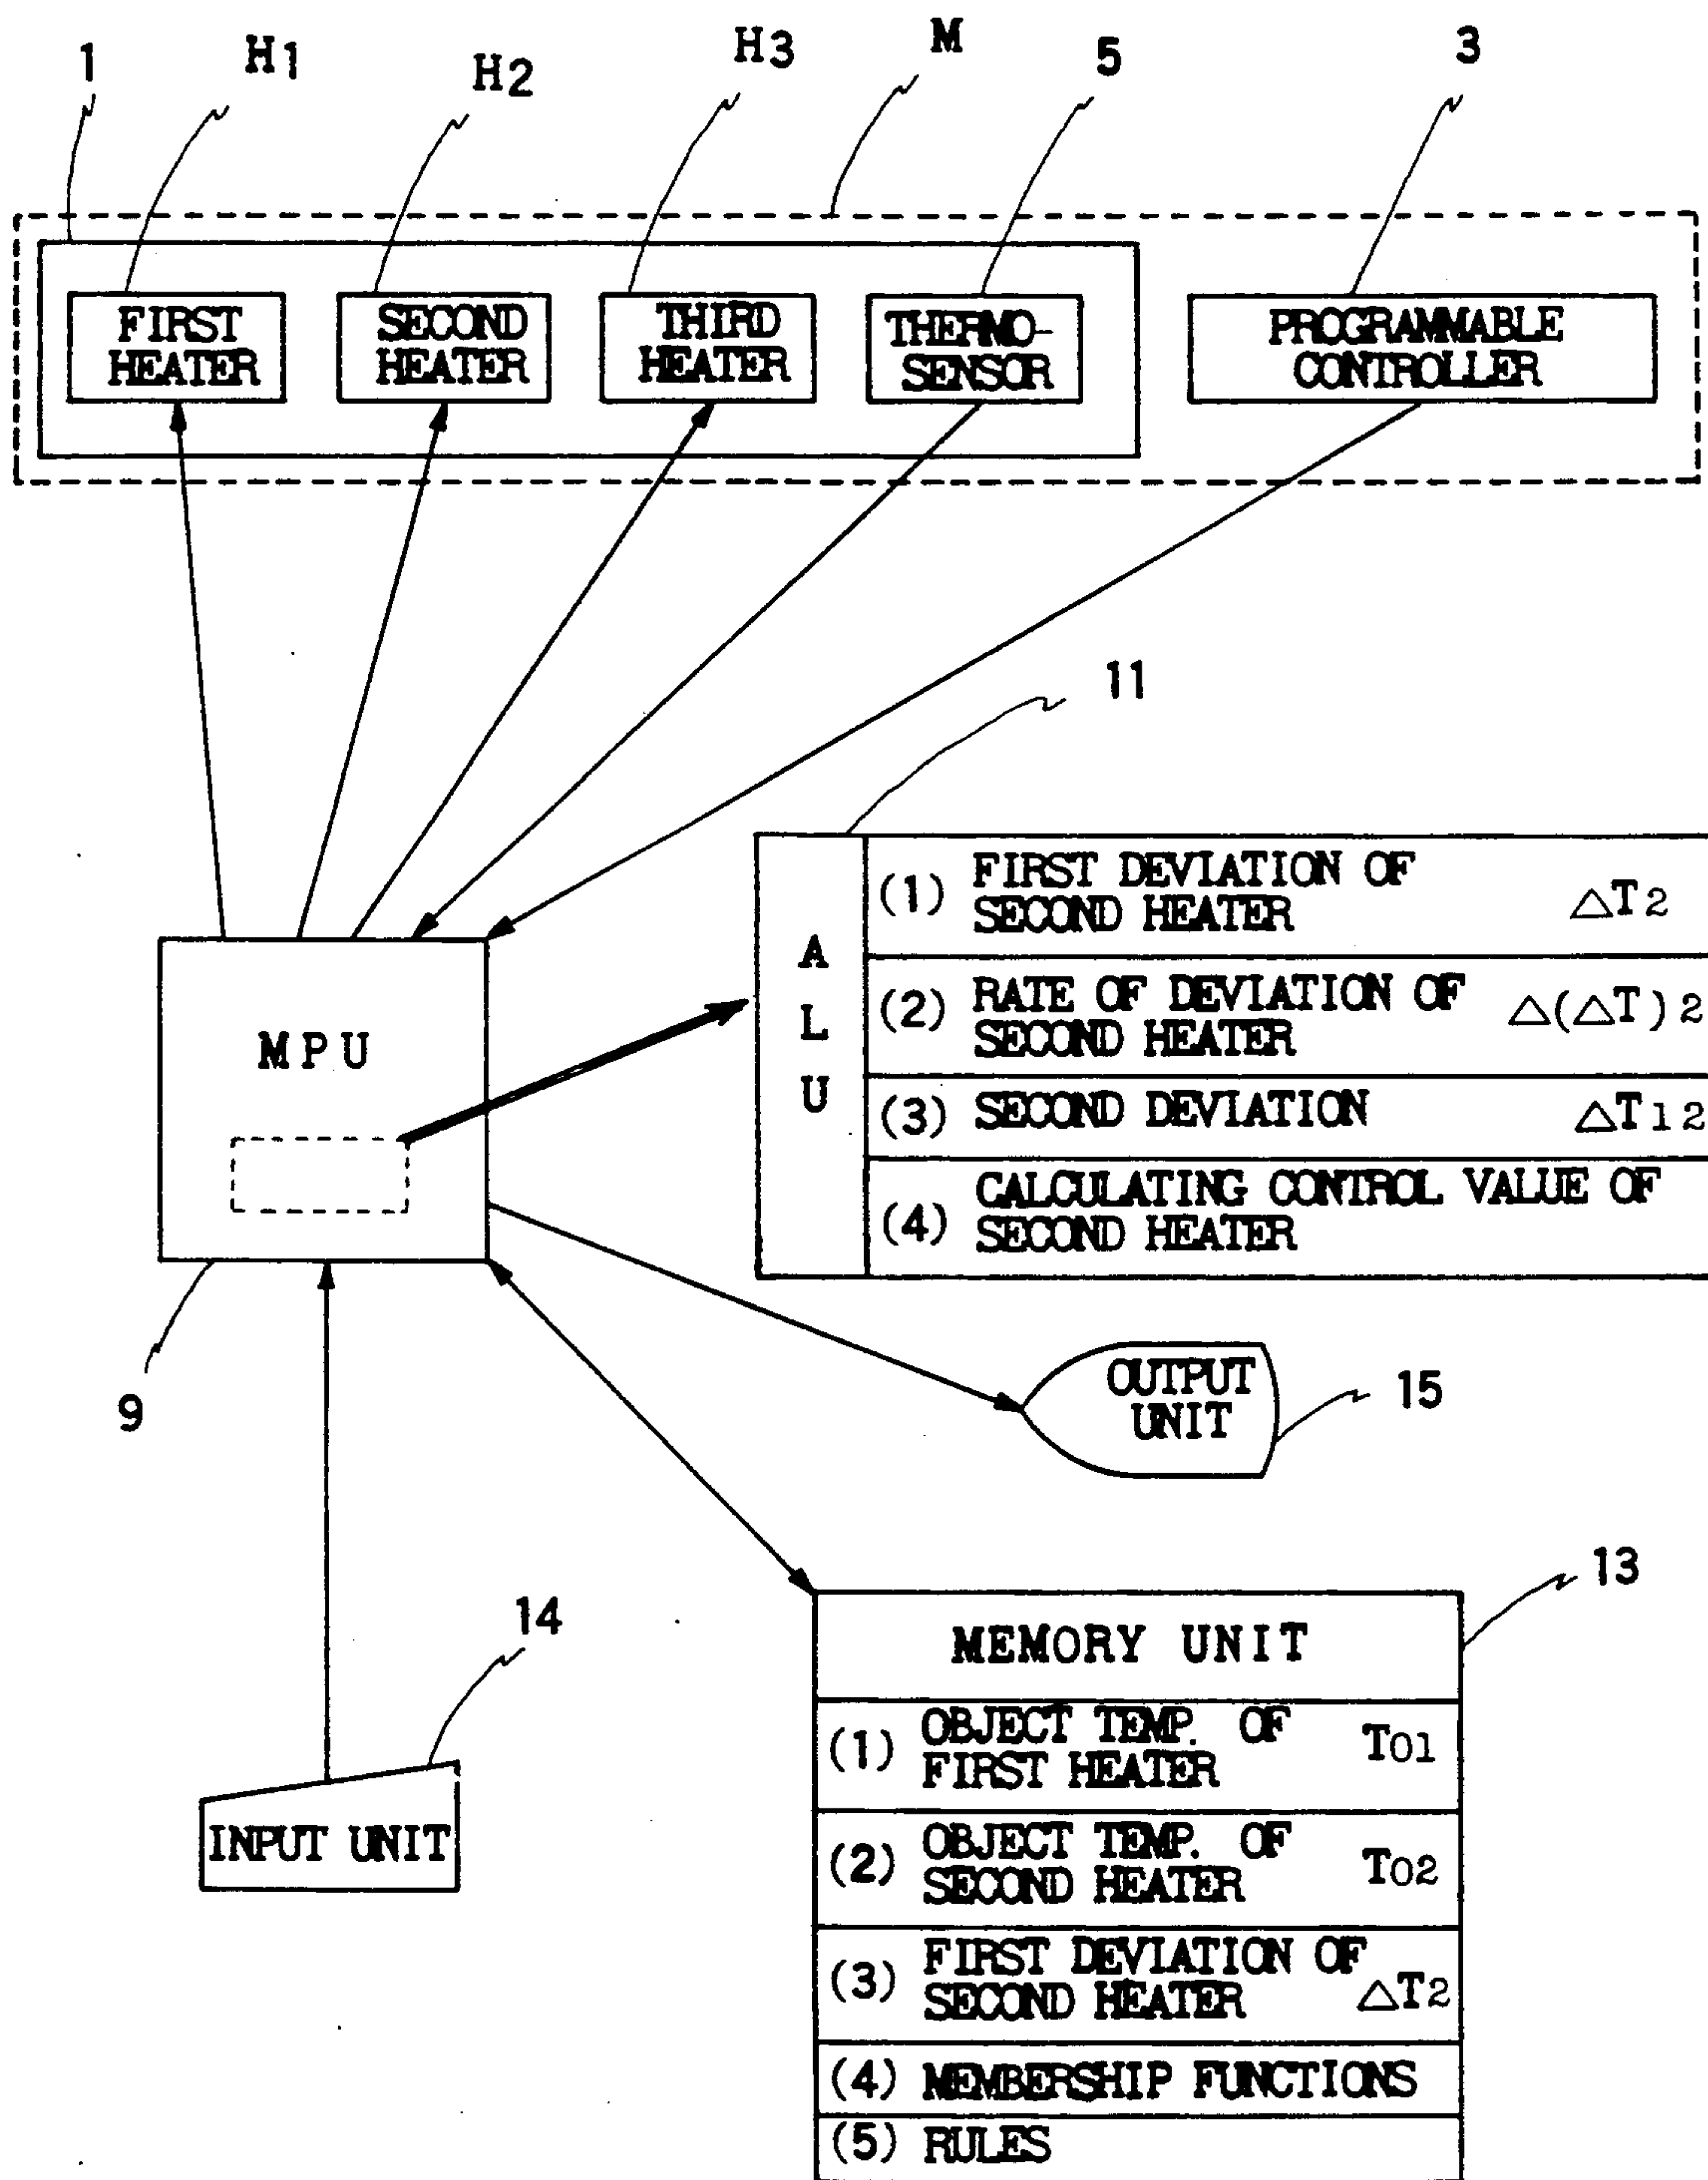 1 H1 H2 H3 M 5 3
FIRST HEATER
SECOND HEATER
THIRD HEATER
THERMO-SENSOR
PROGRAMMABLE CONTROLLER
11
MPU
9
ALU
(1) FIRST DEVIATION OF
SECOND HEATER △T2
(2) RATE OF DEVIATION OF
SECOND HEATER △(△T)2
(3) SECOND DEVIATION △T12
(4) CALCULATING CONTROL VALUE OF
SECOND HEATER
OUTPUT
UNIT
15
14
INPUT UNIT
13
MEMORY UNIT
(1) OBJECT TEMP. OF
FIRST HEATER T01
(2) OBJECT TEMP. OF
SECOND HEATER T02
(3) FIRST DEVIATION OF
SECOND HEATER △T2
(4) MEMBERSHIP FUNCTIONS
(5) RULES